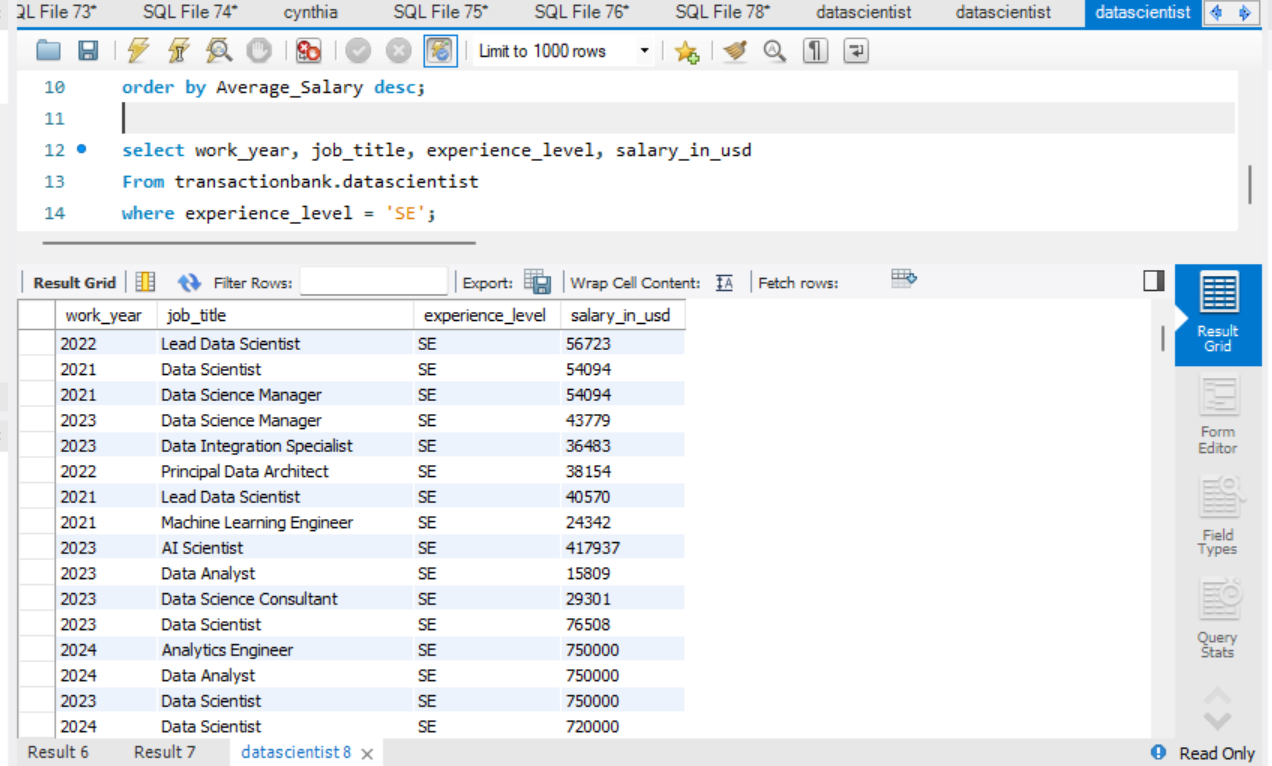 QL File 73* SQL File 74* cynthia SQL File 75* SQL File 76* SQL File 78* datascientist datascientist datascientist
Limit to 1000 rows
10 order by Average_Salary desc;
11
12 select work_year, job_title, experience_level, salary_in_usd
13 From transactionbank.datascientist
14 where experience_level = 'SE';
Result Grid Filter Rows: Export: Wrap Cell Content: Fetch rows:
work_year job_title experience_level salary_in_usd
2022 Lead Data Scientist SE 56723
2021 Data Scientist SE 54094
2021 Data Science Manager SE 54094
2023 Data Science Manager SE 43779
2023 Data Integration Specialist SE 36483
2022 Principal Data Architect SE 38154
2021 Lead Data Scientist SE 40570
2021 Machine Learning Engineer SE 24342
2023 AI Scientist SE 417937
2023 Data Analyst SE 15809
2023 Data Science Consultant SE 29301
2023 Data Scientist SE 76508
2024 Analytics Engineer SE 750000
2024 Data Analyst SE 750000
2023 Data Scientist SE 750000
2024 Data Scientist SE 720000
Result
Grid
Form
Editor
Field
Types
Query
Stats
Result 6 Result 7 datascientist 8 Read Only